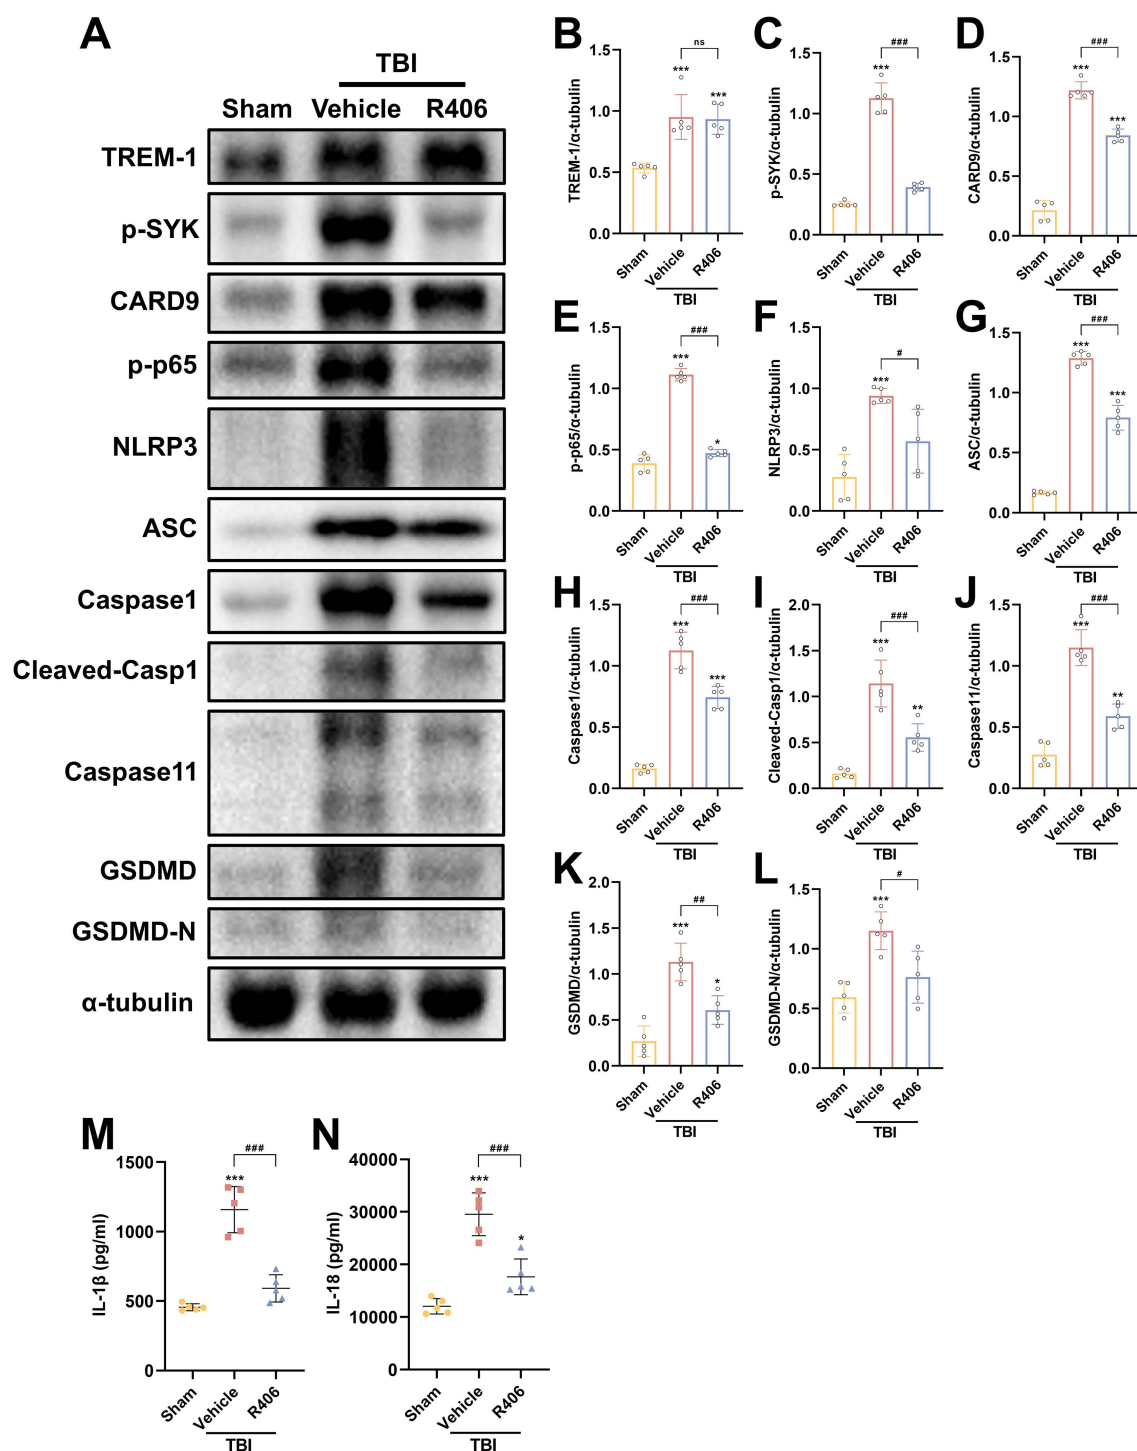 A
TBI
Sham Vehicle R406
TREM-1
p-SYK
CARD9
p-p65
NLRP3
ASC
Caspase1
Cleaved-Casp1
Caspase11
GSDMD
GSDMD-N
α-tubulin
B
TREM-1/α-tubulin
1.5
1.0
0.5
0.0
ns
***
***
Sham
Vehicle
R406
TBI
C
p-SYK/α-tubulin
1.5
1.0
0.5
0.0
###
***
Sham
Vehicle
R406
TBI
D
CARD9/α-tubulin
1.5
1.0
0.5
0.0
###
***
***
Sham
Vehicle
R406
TBI
E
p-p65/α-tubulin
1.5
1.0
0.5
0.0
###
***
*
Sham
Vehicle
R406
TBI
F
NLRP3/α-tubulin
1.5
1.0
0.5
0.0
#
***
Sham
Vehicle
R406
TBI
G
ASC/α-tubulin
1.5
1.0
0.5
0.0
###
***
***
Sham
Vehicle
R406
TBI
H
Caspase1/α-tubulin
1.5
1.0
0.5
0.0
###
***
***
Sham
Vehicle
R406
TBI
I
Cleaved-Casp1/α-tubulin
2.0
1.5
1.0
0.5
0.0
###
***
**
Sham
Vehicle
R406
TBI
J
Caspase11/α-tubulin
1.5
1.0
0.5
0.0
###
***
**
Sham
Vehicle
R406
TBI
K
GSDMD/α-tubulin
2.0
1.5
1.0
0.5
0.0
##
***
*
Sham
Vehicle
R406
TBI
L
GSDMD-N/α-tubulin
1.5
1.0
0.5
0.0
#
***
Sham
Vehicle
R406
TBI
M
IL-1β (pg/ml)
1500
1000
500
0
###
***
Sham
Vehicle
R406
TBI
N
IL-18 (pg/ml)
40000
30000
20000
10000
0
###
***
*
Sham
Vehicle
R406
TBI